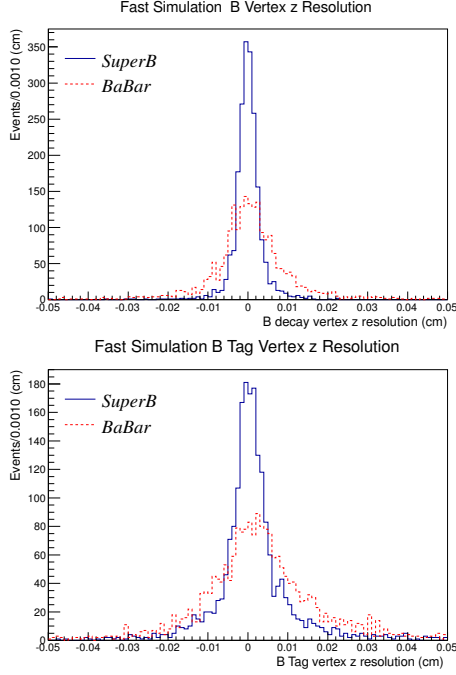 Fast Simulation B Vertex z Resolution
Events/0.0010 (cm)
350
300
250
200
150
100
50
0
SuperB
BaBar
-0.05 -0.04 -0.03 -0.02 -0.01 0 0.01 0.02 0.03 0.04 0.05
B decay vertex z resolution (cm)
Fast Simulation B Tag Vertex z Resolution
Events/0.0010 (cm)
180
160
140
120
100
80
60
40
20
0
SuperB
BaBar
-0.05 -0.04 -0.03 -0.02 -0.01 0 0.01 0.02 0.03 0.04 0.05
B Tag vertex z resolution (cm)